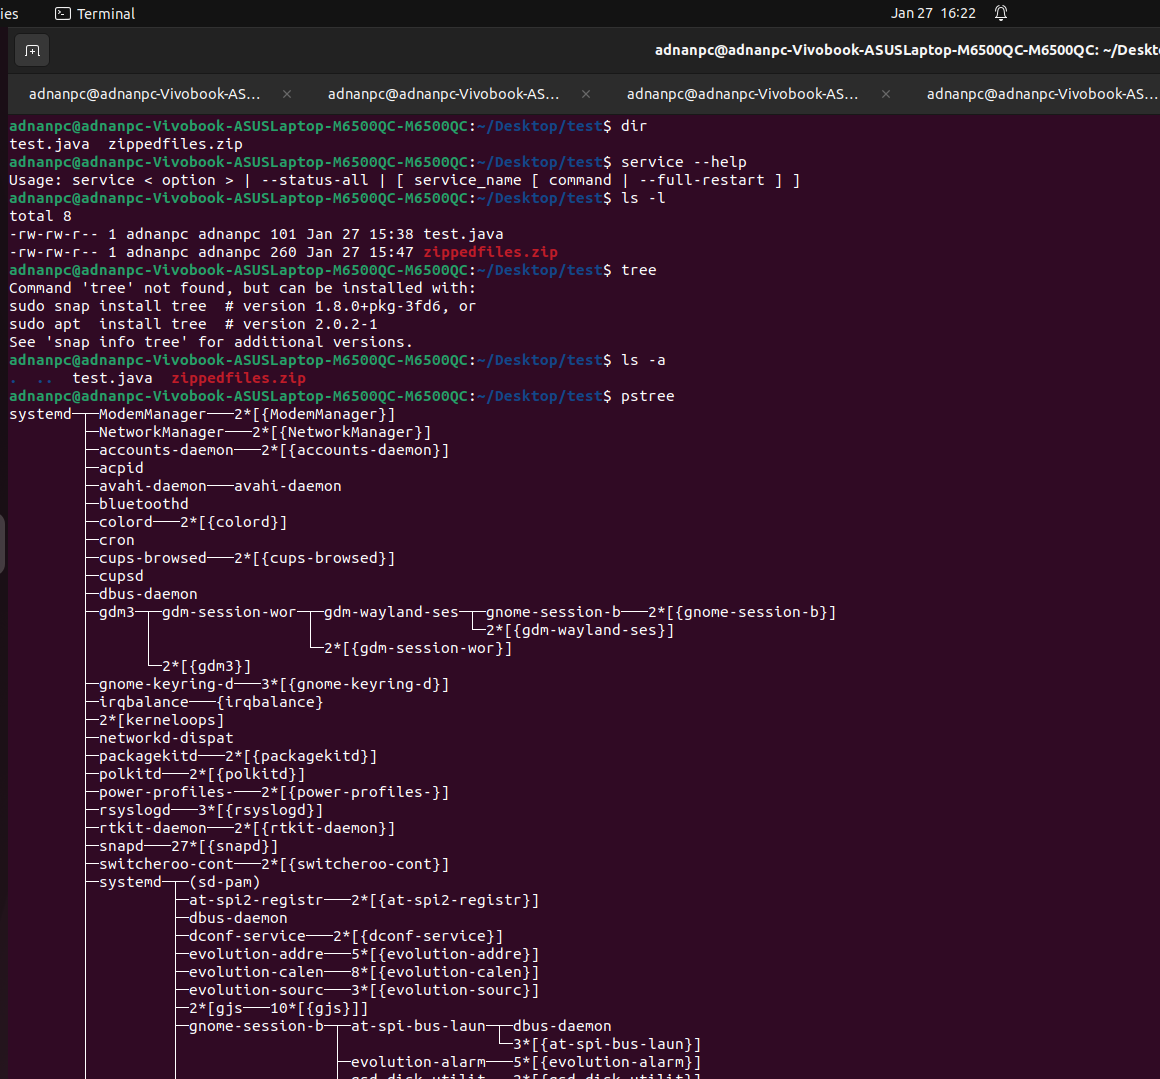 ies Terminal Jan 27 16:22
adnanpc@adnanpc-Vivobook-ASUSLaptop-M6500QC-M6500QC: ~/Deskto
adnanpc@adnanpc-Vivobook-AS... × adnanpc@adnanpc-Vivobook-AS... × adnanpc@adnanpc-Vivobook-AS... × adnanpc@adnanpc-Vivobook-AS...
adnanpc@adnanpc-Vivobook-ASUSLaptop-M6500QC-M6500QC:~/Desktop/test$ dir
test.java  zippedfiles.zip
adnanpc@adnanpc-Vivobook-ASUSLaptop-M6500QC-M6500QC:~/Desktop/test$ service --help
Usage: service < option > | --status-all | [ service_name [ command | --full-restart ] ]
adnanpc@adnanpc-Vivobook-ASUSLaptop-M6500QC-M6500QC:~/Desktop/test$ ls -l
total 8
-rw-rw-r-- 1 adnanpc adnanpc 101 Jan 27 15:38 test.java
-rw-rw-r-- 1 adnanpc adnanpc 260 Jan 27 15:47 zippedfiles.zip
adnanpc@adnanpc-Vivobook-ASUSLaptop-M6500QC-M6500QC:~/Desktop/test$ tree
Command 'tree' not found, but can be installed with:
sudo snap install tree  # version 1.8.0+pkg-3fd6, or
sudo apt  install tree  # version 2.0.2-1
See 'snap info tree' for additional versions.
adnanpc@adnanpc-Vivobook-ASUSLaptop-M6500QC-M6500QC:~/Desktop/test$ ls -a
.  ..  test.java  zippedfiles.zip
adnanpc@adnanpc-Vivobook-ASUSLaptop-M6500QC-M6500QC:~/Desktop/test$ pstree
systemd─┬─ModemManager───2*[{ModemManager}]
        ├─NetworkManager───2*[{NetworkManager}]
        ├─accounts-daemon───2*[{accounts-daemon}]
        ├─acpid
        ├─avahi-daemon───avahi-daemon
        ├─bluetoothd
        ├─colord───2*[{colord}]
        ├─cron
        ├─cups-browsed───2*[{cups-browsed}]
        ├─cupsd
        ├─dbus-daemon
        ├─gdm3─┬─gdm-session-wor─┬─gdm-wayland-ses─┬─gnome-session-b───2*[{gnome-session-b}]
        │      │                 │                 └─2*[{gdm-wayland-ses}]
        │      │                 └─2*[{gdm-session-wor}]
        │      └─2*[{gdm3}]
        ├─gnome-keyring-d───3*[{gnome-keyring-d}]
        ├─irqbalance───{irqbalance}
        ├─2*[kerneloops]
        ├─networkd-dispat
        ├─packagekitd───2*[{packagekitd}]
        ├─polkitd───2*[{polkitd}]
        ├─power-profiles-───2*[{power-profiles-}]
        ├─rsyslogd───3*[{rsyslogd}]
        ├─rtkit-daemon───2*[{rtkit-daemon}]
        ├─snapd───27*[{snapd}]
        ├─switcheroo-cont───2*[{switcheroo-cont}]
        ├─systemd─┬─(sd-pam)
        │         ├─at-spi2-registr───2*[{at-spi2-registr}]
        │         ├─dbus-daemon
        │         ├─dconf-service───2*[{dconf-service}]
        │         ├─evolution-addre───5*[{evolution-addre}]
        │         ├─evolution-calen───8*[{evolution-calen}]
        │         ├─evolution-sourc───3*[{evolution-sourc}]
        │         ├─2*[gjs───10*[{gjs}]]
        │         ├─gnome-session-b─┬─at-spi-bus-laun─┬─dbus-daemon
        │         │                 │                 └─3*[{at-spi-bus-laun}]
        │         │                 ├─evolution-alarm───5*[{evolution-alarm}]